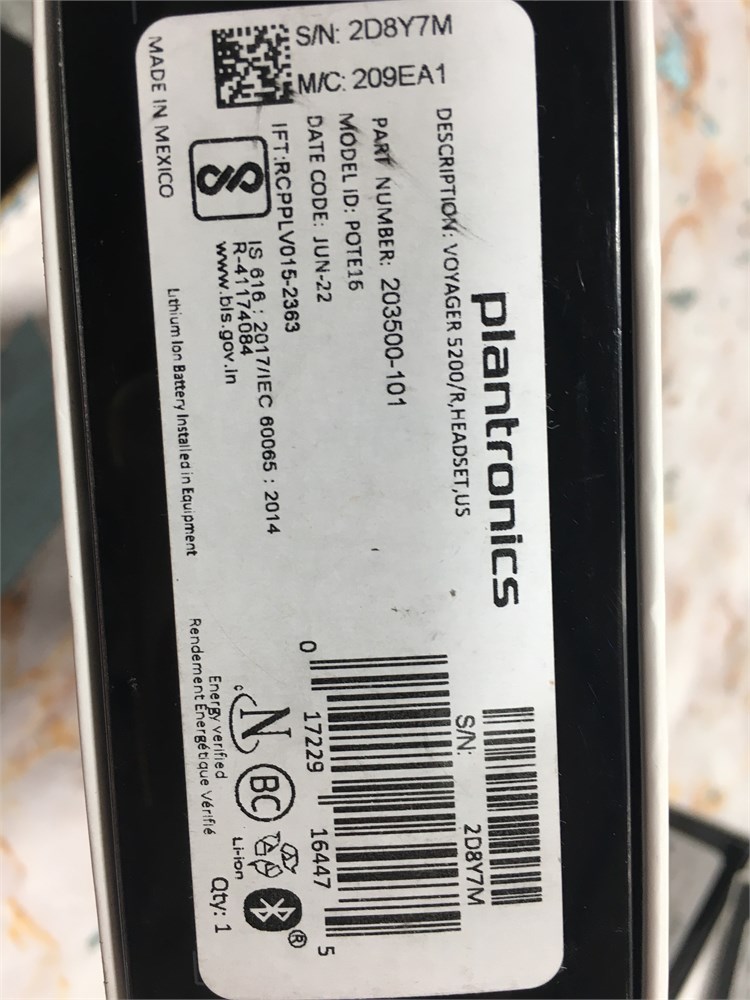 plantronics
DESCRIPTION: VOYAGER 5200/R,HEADSET,US
PART NUMBER: 203500-101
MODEL ID: POTE16
DATE CODE: JUN-22
IFT:RCPPLV015-2363
IS 616 : 2017/IEC 60065 : 2014
R-41174084
www.bis.gov.in
MADE IN MEXICO
Lithium Ion Battery Installed in Equipment
S/N: 2D8Y7M
M/C: 209EA1
S/N: 2D8Y7M
0 17229 16447 5
c N
BC
Li-ion
®
Energy verified
Rendement Énergétique Vérifié
Qty: 1